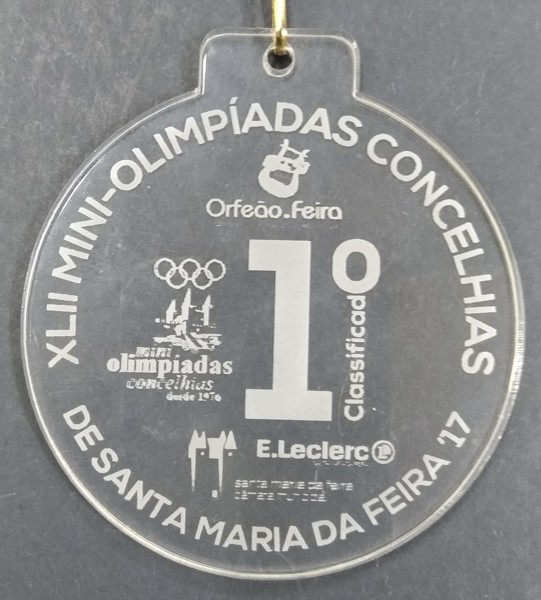 XLII MINI-OLIMPÍADAS CONCELHIAS
Orfeão.Feira
1º
Classificad
mini
olimpíadas
concelhias
desde 1976
E.Leclerc
santa maria da feira
câmara municipal
DE SANTA MARIA DA FEIRA '17